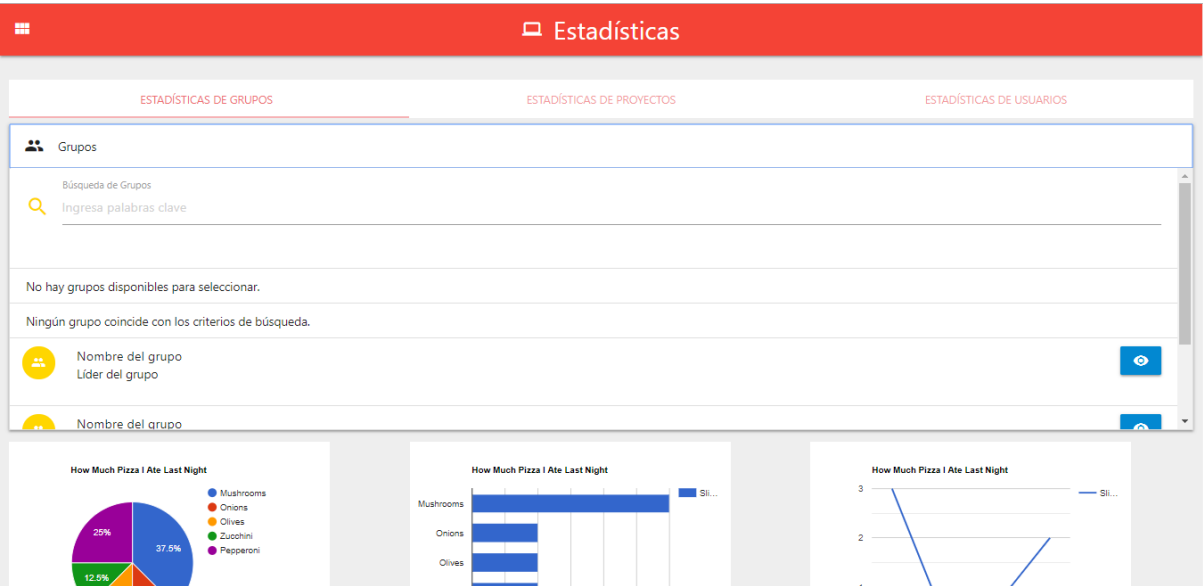 Estadísticas
ESTADÍSTICAS DE GRUPOS
ESTADÍSTICAS DE PROYECTOS
ESTADÍSTICAS DE USUARIOS
Grupos
Búsqueda de Grupos
Ingresa palabras clave
No hay grupos disponibles para seleccionar.
Ningún grupo coincide con los criterios de búsqueda.
Nombre del grupo
Líder del grupo
Nombre del grupo
How Much Pizza I Ate Last Night
Mushrooms
Onions
Olives
Zucchini
Pepperoni
25%
37.5%
12.5%
How Much Pizza I Ate Last Night
Sli...
Mushrooms
Onions
Olives
How Much Pizza I Ate Last Night
3
Sli...
2